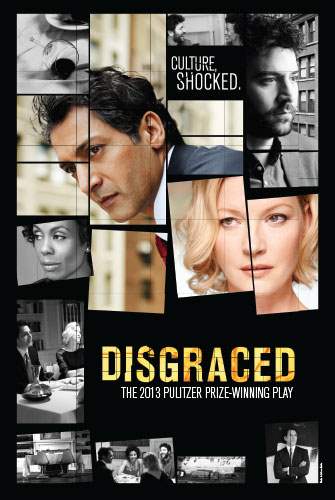 CULTURE,
SHOCKED.
DISGRACED
THE 2013 PULITZER PRIZE-WINNING PLAY